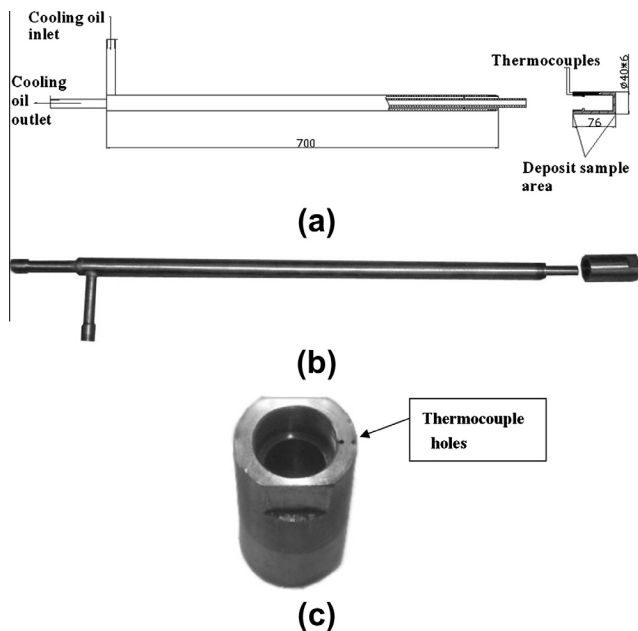 Cooling oil
inlet
Cooling
oil
outlet
700
Thermocouples
ø40*6
76
Deposit sample
area
(a)
(b)
Thermocouple
holes
(c)